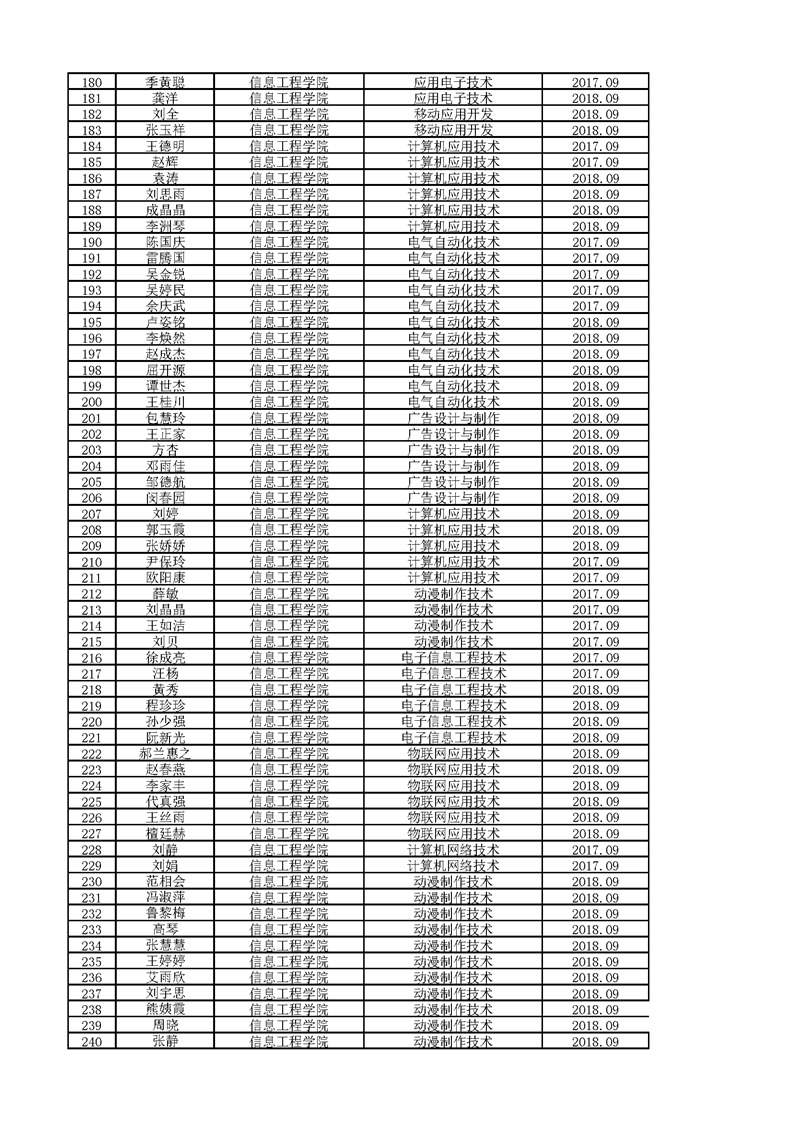 180 季黄聪 信息工程学院 应用电子技术 2017.09
181 龚洋 信息工程学院 应用电子技术 2018.09
182 刘全 信息工程学院 移动应用开发 2018.09
183 张玉祥 信息工程学院 移动应用开发 2018.09
184 王德明 信息工程学院 计算机应用技术 2017.09
185 赵辉 信息工程学院 计算机应用技术 2017.09
186 袁涛 信息工程学院 计算机应用技术 2018.09
187 刘思雨 信息工程学院 计算机应用技术 2018.09
188 成晶晶 信息工程学院 计算机应用技术 2018.09
189 李洲琴 信息工程学院 计算机应用技术 2018.09
190 陈国庆 信息工程学院 电气自动化技术 2017.09
191 雷腾国 信息工程学院 电气自动化技术 2017.09
192 吴金锐 信息工程学院 电气自动化技术 2017.09
193 吴婷民 信息工程学院 电气自动化技术 2017.09
194 余庆武 信息工程学院 电气自动化技术 2017.09
195 卢姿铭 信息工程学院 电气自动化技术 2018.09
196 李焕然 信息工程学院 电气自动化技术 2018.09
197 赵成杰 信息工程学院 电气自动化技术 2018.09
198 屈开源 信息工程学院 电气自动化技术 2018.09
199 谭世杰 信息工程学院 电气自动化技术 2018.09
200 王桂川 信息工程学院 电气自动化技术 2018.09
201 包慧玲 信息工程学院 广告设计与制作 2018.09
202 王正家 信息工程学院 广告设计与制作 2018.09
203 方杏 信息工程学院 广告设计与制作 2018.09
204 邓雨佳 信息工程学院 广告设计与制作 2018.09
205 邹德航 信息工程学院 广告设计与制作 2018.09
206 闵春园 信息工程学院 广告设计与制作 2018.09
207 刘婷 信息工程学院 计算机应用技术 2018.09
208 郭玉霞 信息工程学院 计算机应用技术 2018.09
209 张娇娇 信息工程学院 计算机应用技术 2018.09
210 尹保玲 信息工程学院 计算机应用技术 2017.09
211 欧阳康 信息工程学院 计算机应用技术 2017.09
212 薛敏 信息工程学院 动漫制作技术 2017.09
213 刘晶晶 信息工程学院 动漫制作技术 2017.09
214 王如洁 信息工程学院 动漫制作技术 2017.09
215 刘贝 信息工程学院 动漫制作技术 2017.09
216 徐成亮 信息工程学院 电子信息工程技术 2017.09
217 汪杨 信息工程学院 电子信息工程技术 2017.09
218 黄秀 信息工程学院 电子信息工程技术 2018.09
219 程珍珍 信息工程学院 电子信息工程技术 2018.09
220 孙少强 信息工程学院 电子信息工程技术 2018.09
221 阮新光 信息工程学院 电子信息工程技术 2017.09
222 郝兰惠之 信息工程学院 物联网应用技术 2018.09
223 赵春燕 信息工程学院 物联网应用技术 2018.09
224 李家丰 信息工程学院 物联网应用技术 2018.09
225 代真强 信息工程学院 物联网应用技术 2018.09
226 王丝雨 信息工程学院 物联网应用技术 2018.09
227 檀廷赫 信息工程学院 物联网应用技术 2018.09
228 刘静 信息工程学院 计算机网络技术 2017.09
229 刘娟 信息工程学院 计算机网络技术 2017.09
230 范相会 信息工程学院 动漫制作技术 2018.09
231 冯淑萍 信息工程学院 动漫制作技术 2018.09
232 鲁黎梅 信息工程学院 动漫制作技术 2018.09
233 高琴 信息工程学院 动漫制作技术 2018.09
234 张慧慧 信息工程学院 动漫制作技术 2018.09
235 王婷婷 信息工程学院 动漫制作技术 2018.09
236 艾雨欣 信息工程学院 动漫制作技术 2018.09
237 刘宇思 信息工程学院 动漫制作技术 2018.09
238 熊姨霞 信息工程学院 动漫制作技术 2018.09
239 周晓 信息工程学院 动漫制作技术 2018.09
240 张静 信息工程学院 动漫制作技术 2018.09